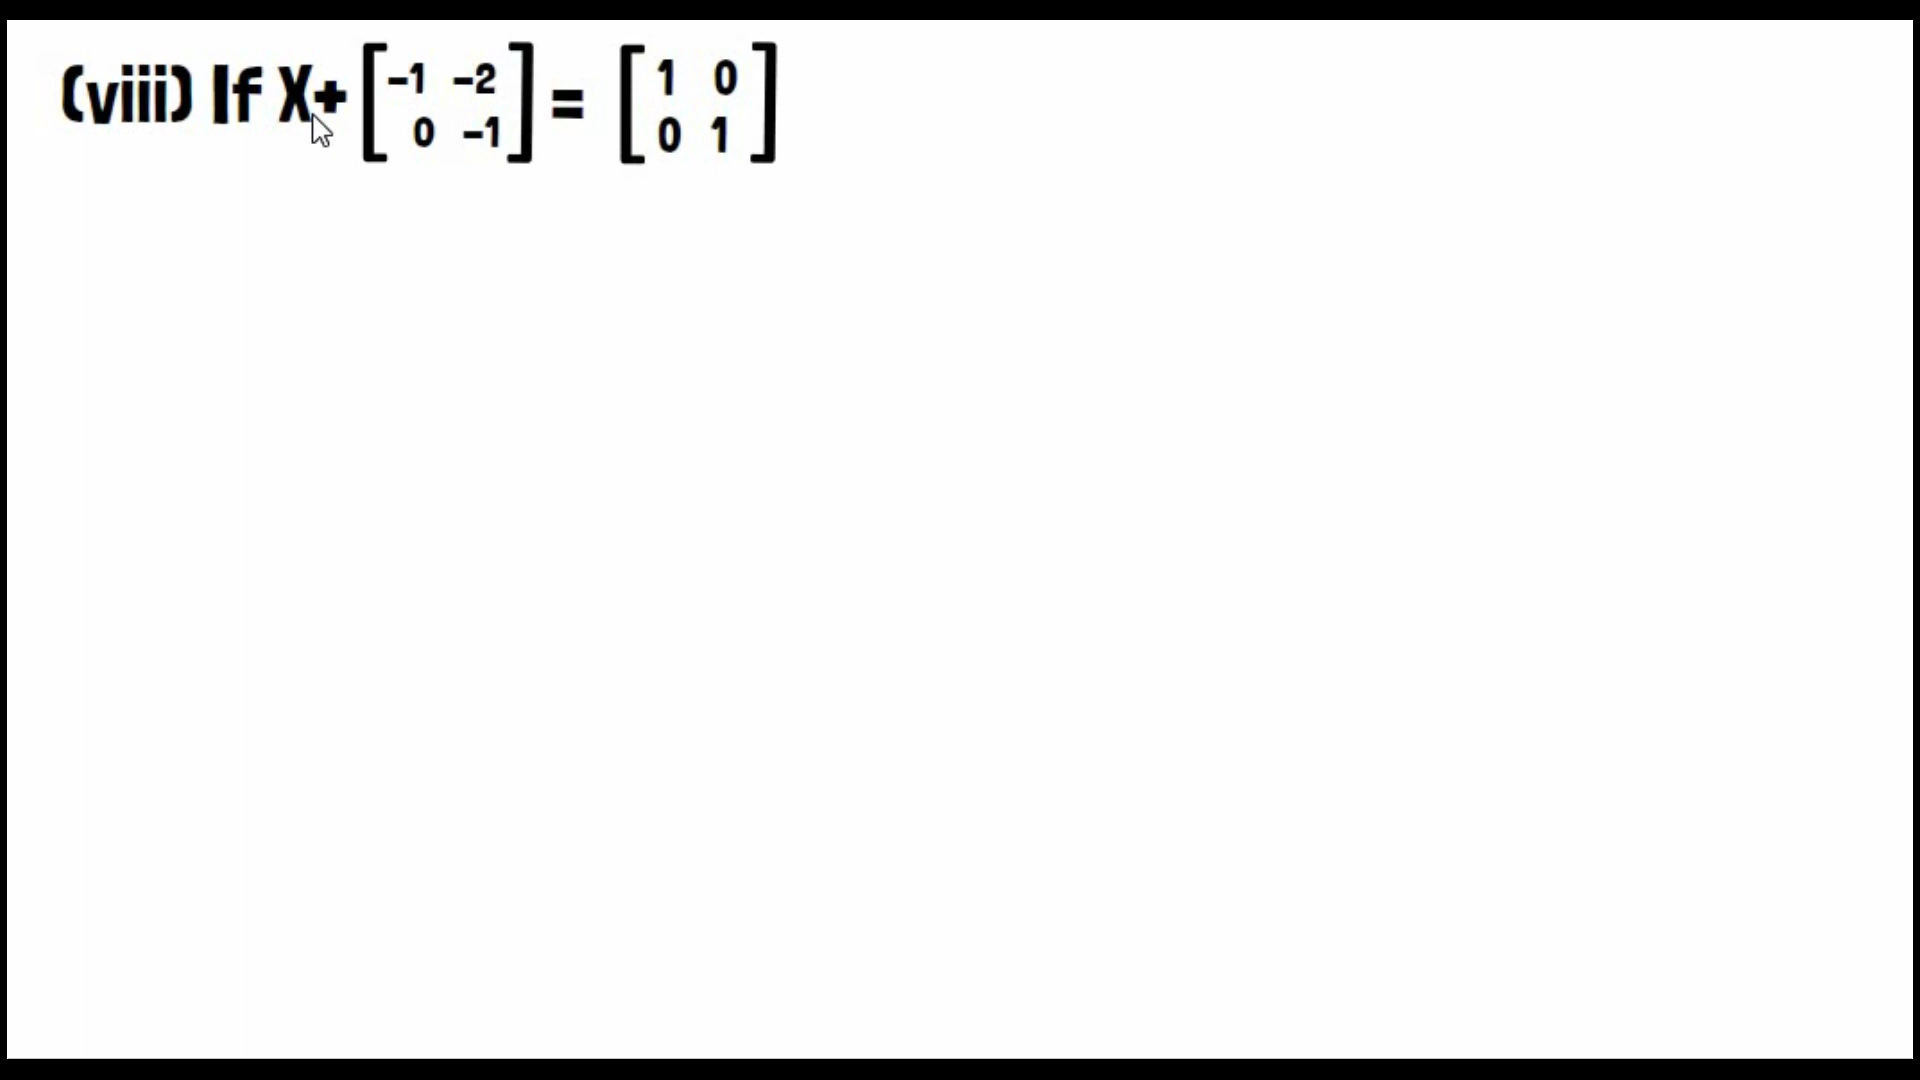 (viii) If X+ [-1 -2] = [1 0]
[0 -1] [0 1]